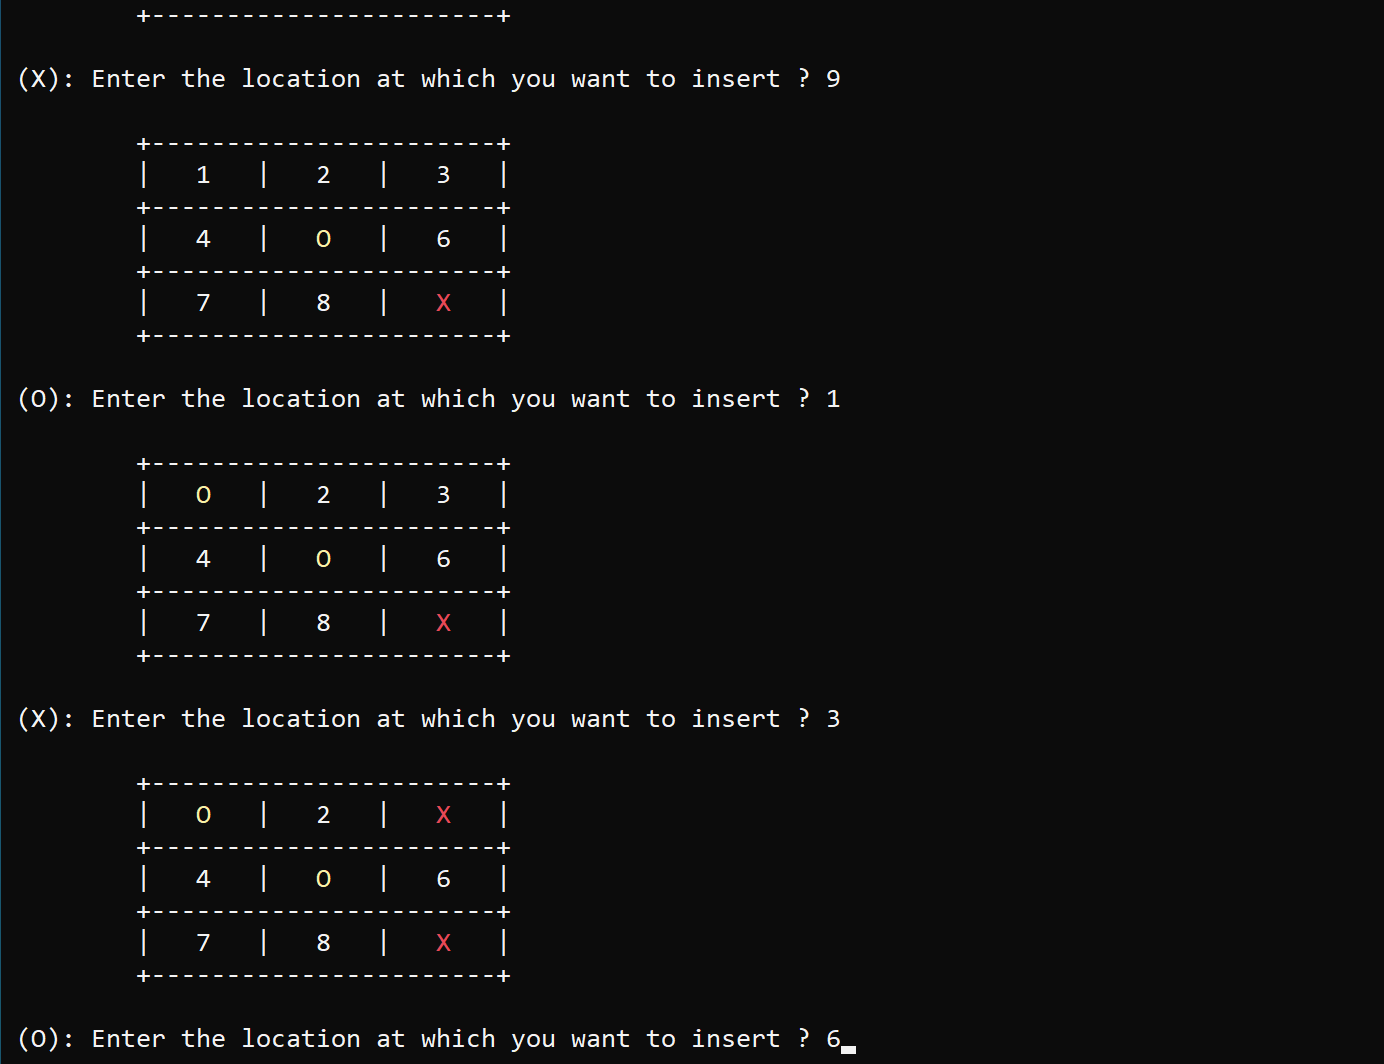 +-----------------------+
(X): Enter the location at which you want to insert ? 9
+-----------------------+
|   1   |   2   |   3   |
+-----------------------+
|   4   |   O   |   6   |
+-----------------------+
|   7   |   8   |   X   |
+-----------------------+
(O): Enter the location at which you want to insert ? 1
+-----------------------+
|   O   |   2   |   3   |
+-----------------------+
|   4   |   O   |   6   |
+-----------------------+
|   7   |   8   |   X   |
+-----------------------+
(X): Enter the location at which you want to insert ? 3
+-----------------------+
|   O   |   2   |   X   |
+-----------------------+
|   4   |   O   |   6   |
+-----------------------+
|   7   |   8   |   X   |
+-----------------------+
(O): Enter the location at which you want to insert ? 6